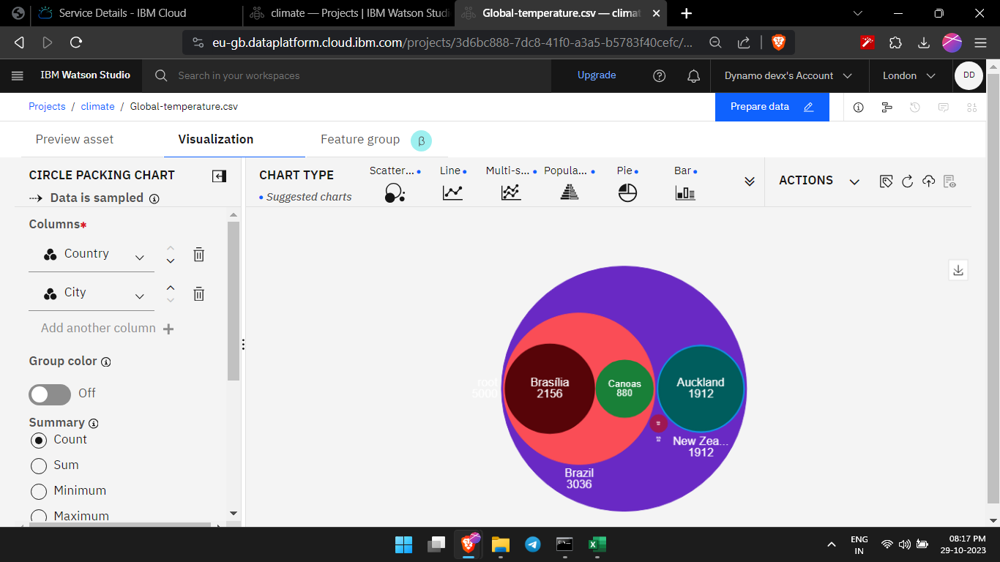 Service Details - IBM Cloud
climate — Projects | IBM Watson Studi
Global-temperature.csv — climat
eu-gb.dataplatform.cloud.ibm.com/projects/3d6bc888-7dc8-41f0-a3a5-b5783f40cefc/...
IBM Watson Studio
Search in your workspaces
Upgrade
Dynamo devx's Account
London
DD
Projects / climate / Global-temperature.csv
Prepare data
Preview asset
Visualization
Feature group β
CIRCLE PACKING CHART
Data is sampled
CHART TYPE
• Suggested charts
Scatter... •
Line •
Multi-s... •
Popula... •
Pie •
Bar •
ACTIONS
Columns*
Country
City
Add another column +
Group color
Off
Summary
Count
Sum
Minimum
Maximum
root
5000
Brasília
2156
Canoas
880
Auckland
1912
New Zea...
1912
Brazil
3036
ENG
IN
08:17 PM
29-10-2023